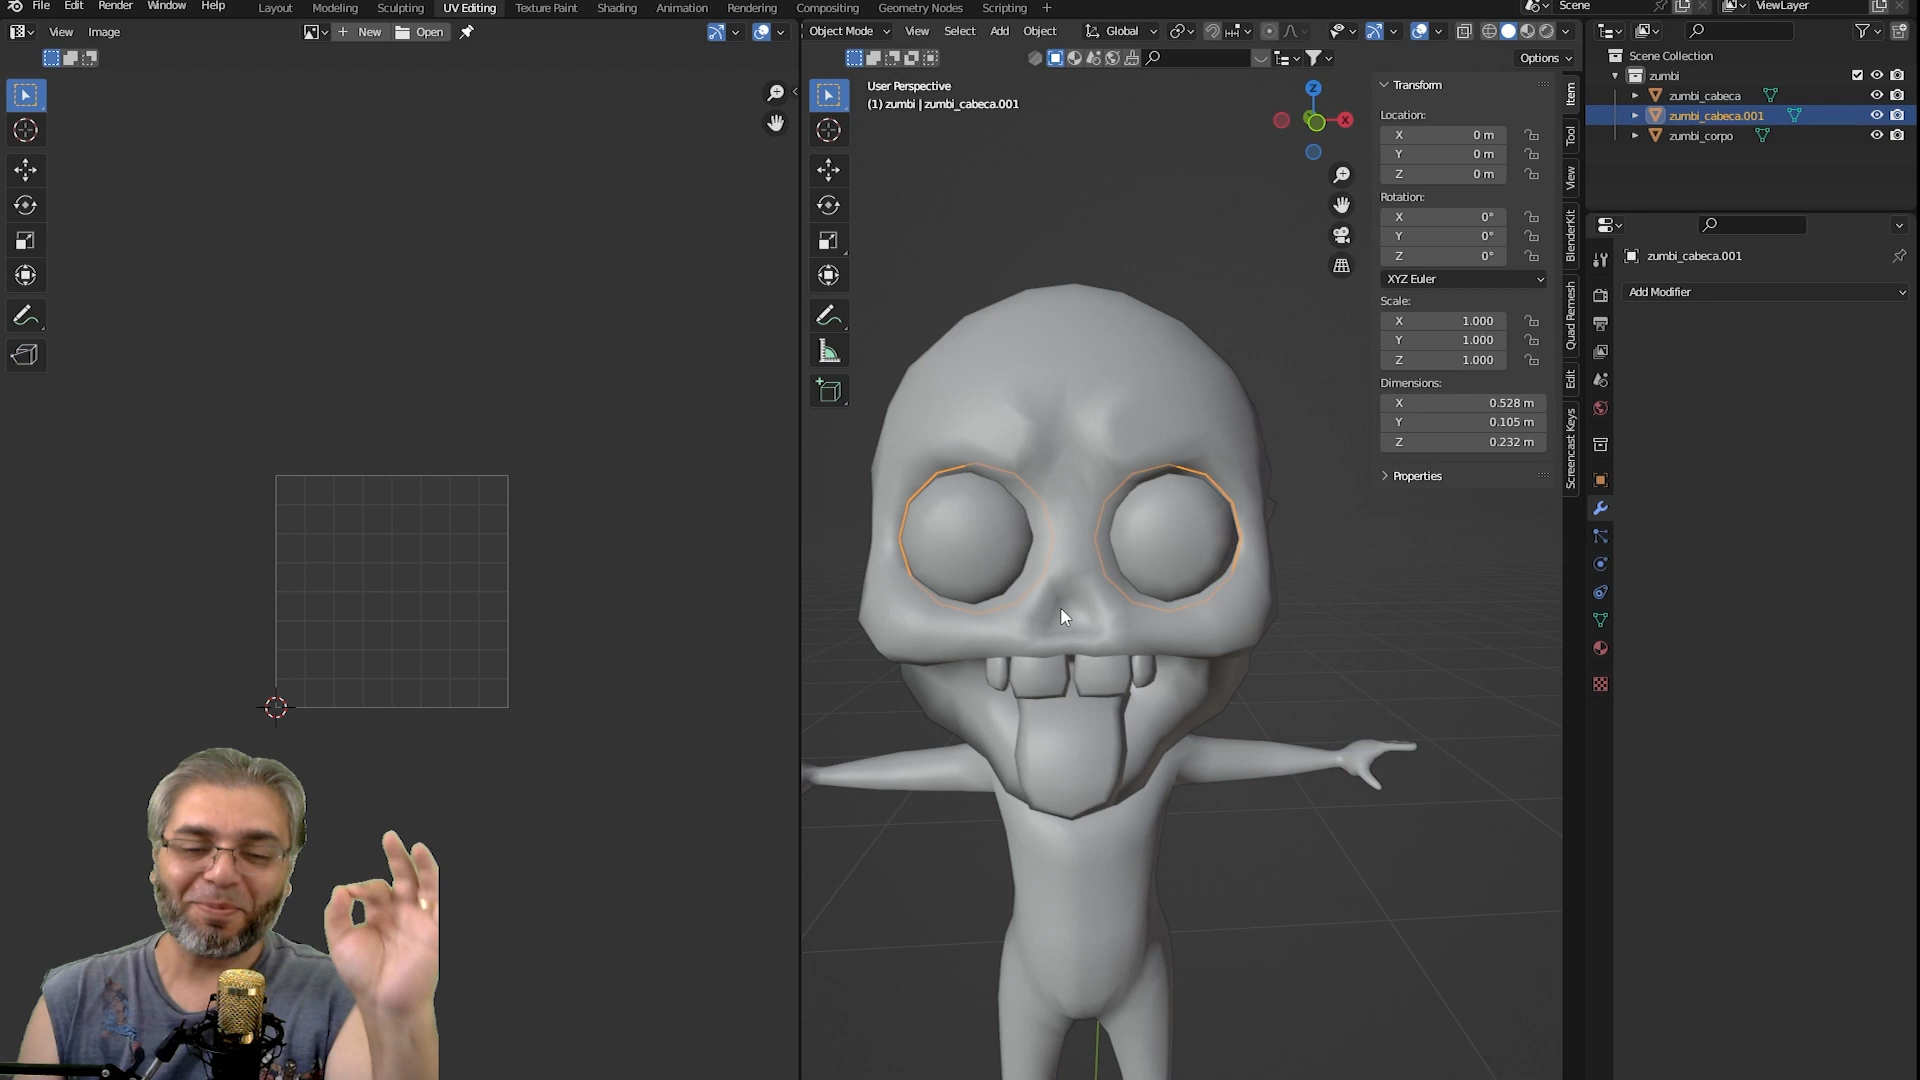 File Edit Render Window Help
Layout Modeling Sculpting UV Editing Texture Paint Shading Animation Rendering Compositing Geometry Nodes Scripting +
Scene ViewLayer
View Image
+ New Open
Object Mode View Select Add Object Global
Options
User Perspective
(1) zumbi | zumbi_cabeca.001
Z
X
Transform
Location:
X 0 m
Y 0 m
Z 0 m
Rotation:
X 0°
Y 0°
Z 0°
XYZ Euler
Scale:
X 1.000
Y 1.000
Z 1.000
Dimensions:
X 0.528 m
Y 0.105 m
Z 0.232 m
Properties
Item
Tool
View
BlenderKit
Quad Remesh
Edit
Screencast Keys
Scene Collection
zumbi
zumbi_cabeca
zumbi_cabeca.001
zumbi_corpo
zumbi_cabeca.001
Add Modifier